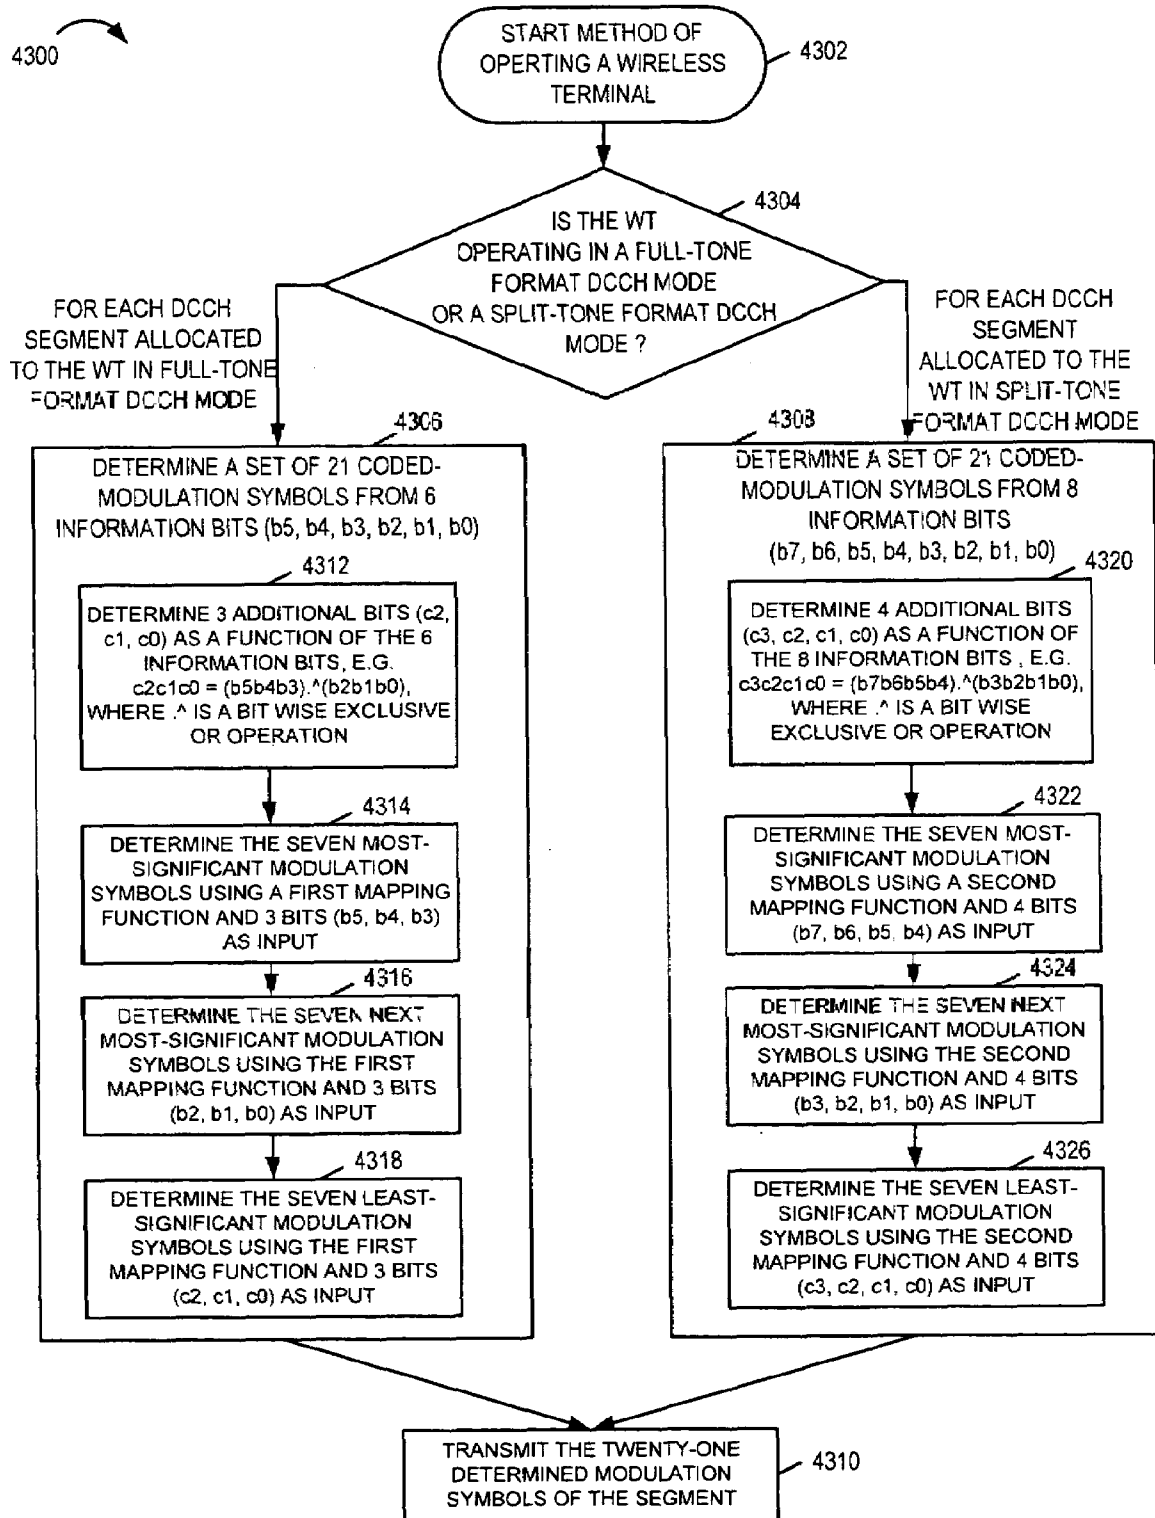 4300
START METHOD OF
OPERTING A WIRELESS
TERMINAL
4302
4304
IS THE WT
OPERATING IN A FULL-TONE
FORMAT DCCH MODE
OR A SPLIT-TONE FORMAT DCCH
MODE ?
FOR EACH DCCH
SEGMENT ALLOCATED
TO THE WT IN FULL-TONE
FORMAT DCCH MODE
FOR EACH DCCH
SEGMENT
ALLOCATED TO THE
WT IN SPLIT-TONE
FORMAT DCCH MODE
4306
DETERMINE A SET OF 21 CODED-
MODULATION SYMBOLS FROM 6
INFORMATION BITS (b5, b4, b3, b2, b1, b0)
4312
DETERMINE 3 ADDITIONAL BITS (c2,
c1, c0) AS A FUNCTION OF THE 6
INFORMATION BITS, E.G.
c2c1c0 = (b5b4b3).^(b2b1b0),
WHERE .^ IS A BIT WISE EXCLUSIVE
OR OPERATION
4314
DETERMINE THE SEVEN MOST-
SIGNIFICANT MODULATION
SYMBOLS USING A FIRST MAPPING
FUNCTION AND 3 BITS (b5, b4, b3)
AS INPUT
4316
DETERMINE THE SEVEN NEXT
MOST-SIGNIFICANT MODULATION
SYMBOLS USING THE FIRST
MAPPING FUNCTION AND 3 BITS
(b2, b1, b0) AS INPUT
4318
DETERMINE THE SEVEN LEAST-
SIGNIFICANT MODULATION
SYMBOLS USING THE FIRST
MAPPING FUNCTION AND 3 BITS
(c2, c1, c0) AS INPUT
4308
DETERMINE A SET OF 21 CODED-
MODULATION SYMBOLS FROM 8
INFORMATION BITS
(b7, b6, b5, b4, b3, b2, b1, b0)
4320
DETERMINE 4 ADDITIONAL BITS
(c3, c2, c1, c0) AS A FUNCTION OF
THE 8 INFORMATION BITS , E.G.
c3c2c1c0 = (b7b6b5b4).^(b3b2b1b0),
WHERE .^ IS A BIT WISE
EXCLUSIVE OR OPERATION
4322
DETERMINE THE SEVEN MOST-
SIGNIFICANT MODULATION
SYMBOLS USING A SECOND
MAPPING FUNCTION AND 4 BITS
(b7, b6, b5, b4) AS INPUT
4324
DETERMINE THE SEVEN NEXT
MOST-SIGNIFICANT MODULATION
SYMBOLS USING THE SECOND
MAPPING FUNCTION AND 4 BITS
(b3, b2, b1, b0) AS INPUT
4326
DETERMINE THE SEVEN LEAST-
SIGNIFICANT MODULATION
SYMBOLS USING THE SECOND
MAPPING FUNCTION AND 4 BITS
(c3, c2, c1, c0) AS INPUT
TRANSMIT THE TWENTY-ONE
DETERMINED MODULATION
SYMBOLS OF THE SEGMENT
4310